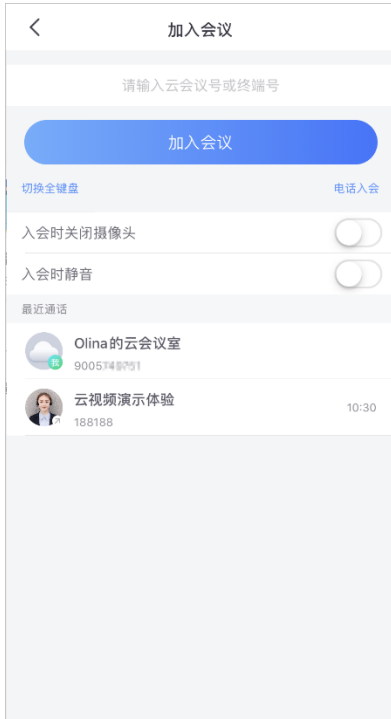 加入会议
请输入云会议号或终端号
加入会议
切换全键盘 电话入会
入会时关闭摄像头
入会时静音
最近通话
Olina的云会议室
我
9005
云视频演示体验 10:30
188188